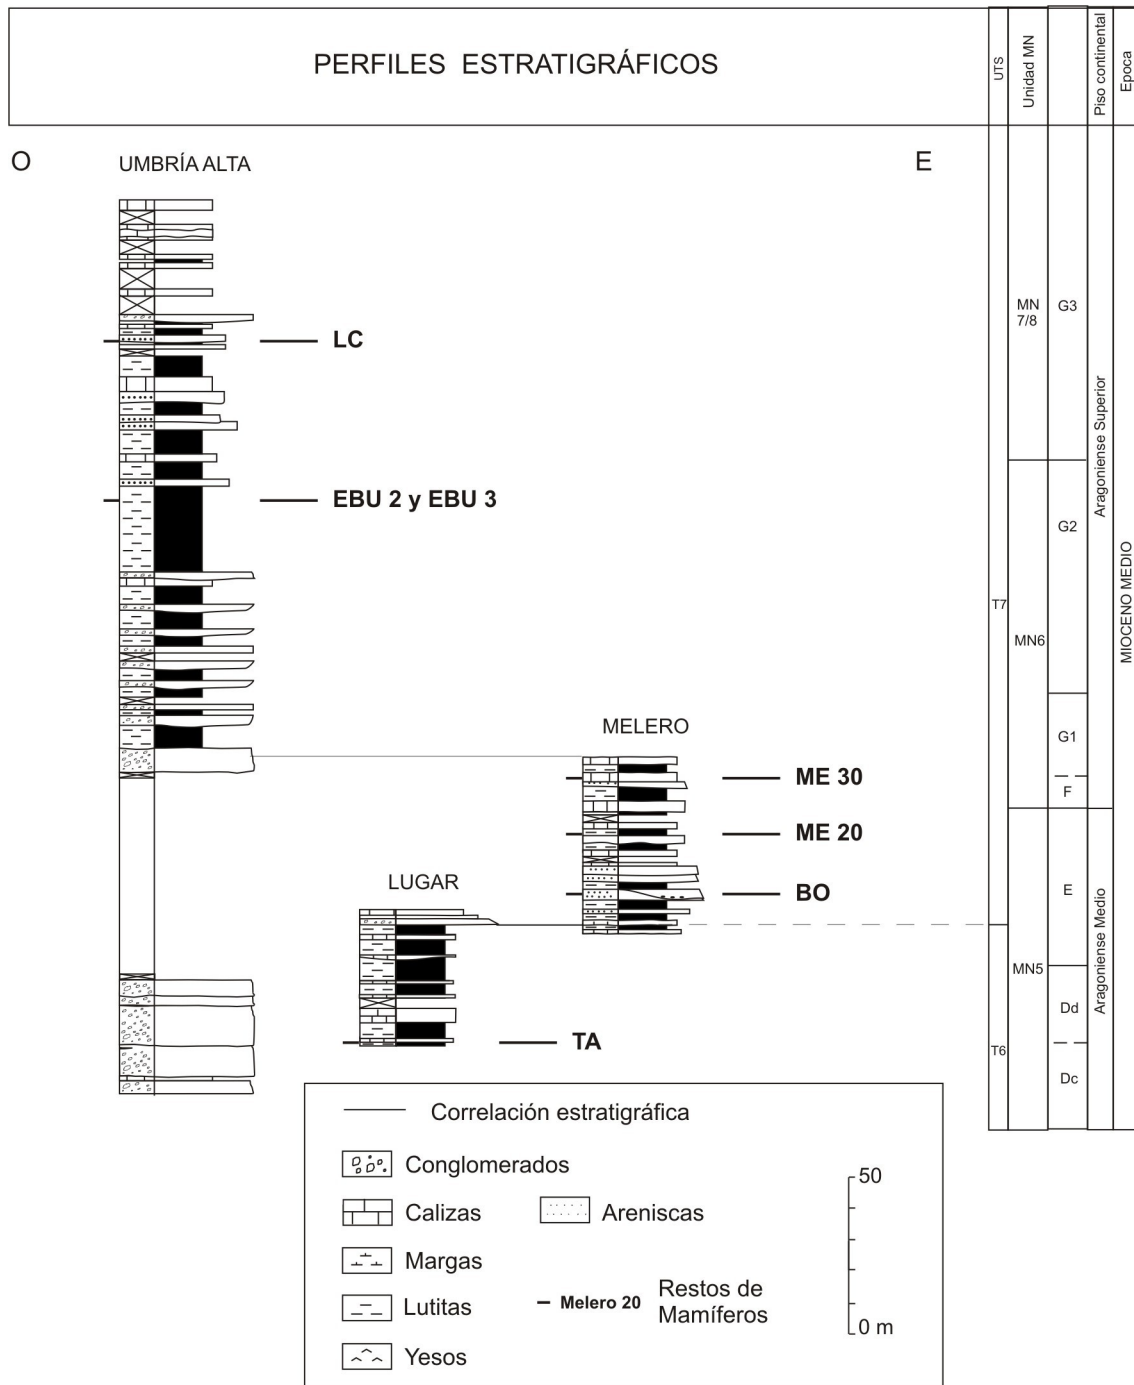 PERFILES ESTRATIGRÁFICOS
UTS
Unidad MN
Piso continental
Epoca
O
UMBRÍA ALTA
E
LC
EBU 2 y EBU 3
MELERO
ME 30
ME 20
BO
LUGAR
TA
T7
T6
MN
7/8
MN6
MN5
G3
G2
G1
F
E
Dd
Dc
Aragoniense Superior
Aragoniense Medio
MIOCENO MEDIO
Correlación estratigráfica
Conglomerados
Calizas
Areniscas
Margas
Lutitas
Melero 20
Restos de
Mamíferos
Yesos
50
0 m